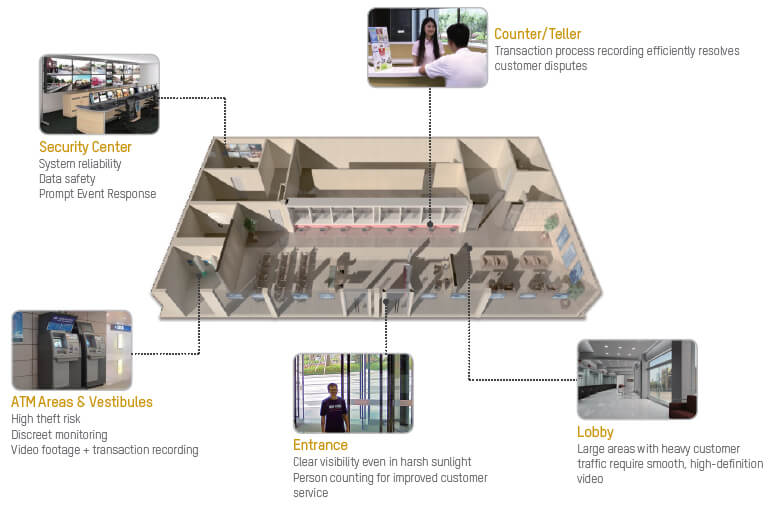 Counter/Teller
Transaction process recording efficiently resolves
customer disputes
Security Center
System reliability
Data safety
Prompt Event Response
ATM Areas & Vestibules
High theft risk
Discreet monitoring
Video footage + transaction recording
Entrance
Clear visibility even in harsh sunlight
Person counting for improved customer
service
Lobby
Large areas with heavy customer
traffic require smooth, high-definition
video